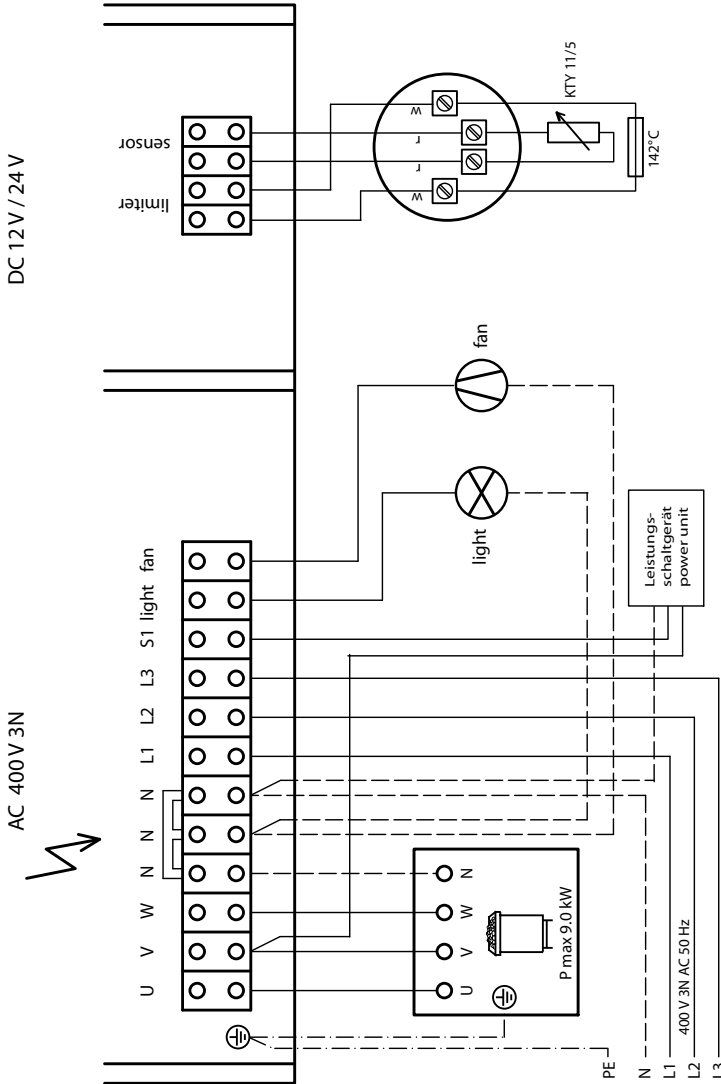 DC 12 V / 24 V
sensor
limiter
w
r
r
w
KTY 11/5
142°C
AC 400 V 3N
U
V
W
N
N
N
L1
L2
L3
S1
light
fan
fan
light
Leistungs-
schaltgerät
power unit
U
V
W
N
P max 9.0 kW
PE
N
L1
400 V 3N AC 50 Hz
L2
L3